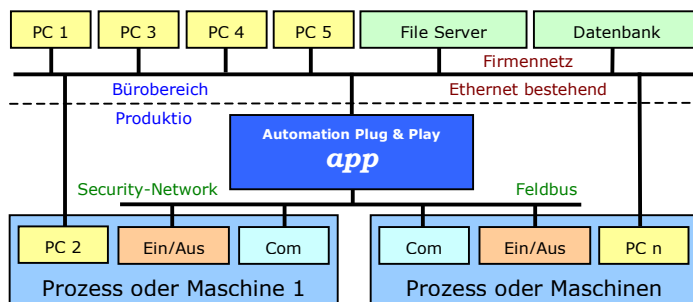 PC 1
PC 3
PC 4
PC 5
File Server
Datenbank
Firmennetz
Bürobereich
Ethernet bestehend
Produktio
Automation Plug & Play
app
Security-Network
Feldbus
PC 2
Ein/Aus
Com
Com
Ein/Aus
PC n
Prozess oder Maschine 1
Prozess oder Maschinen